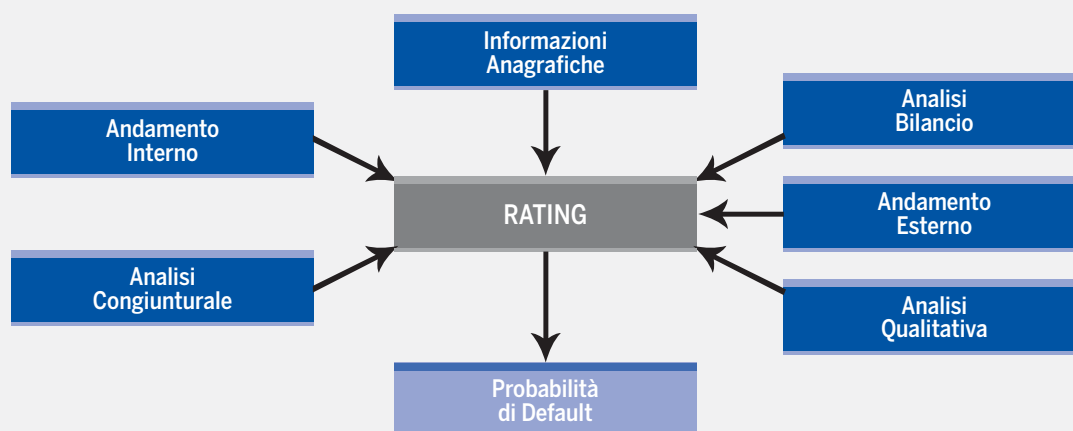 Informazioni
Anagrafiche
Andamento
Interno
Analisi
Bilancio
RATING
Andamento
Esterno
Analisi
Congiunturale
Analisi
Qualitativa
Probabilità
di Default